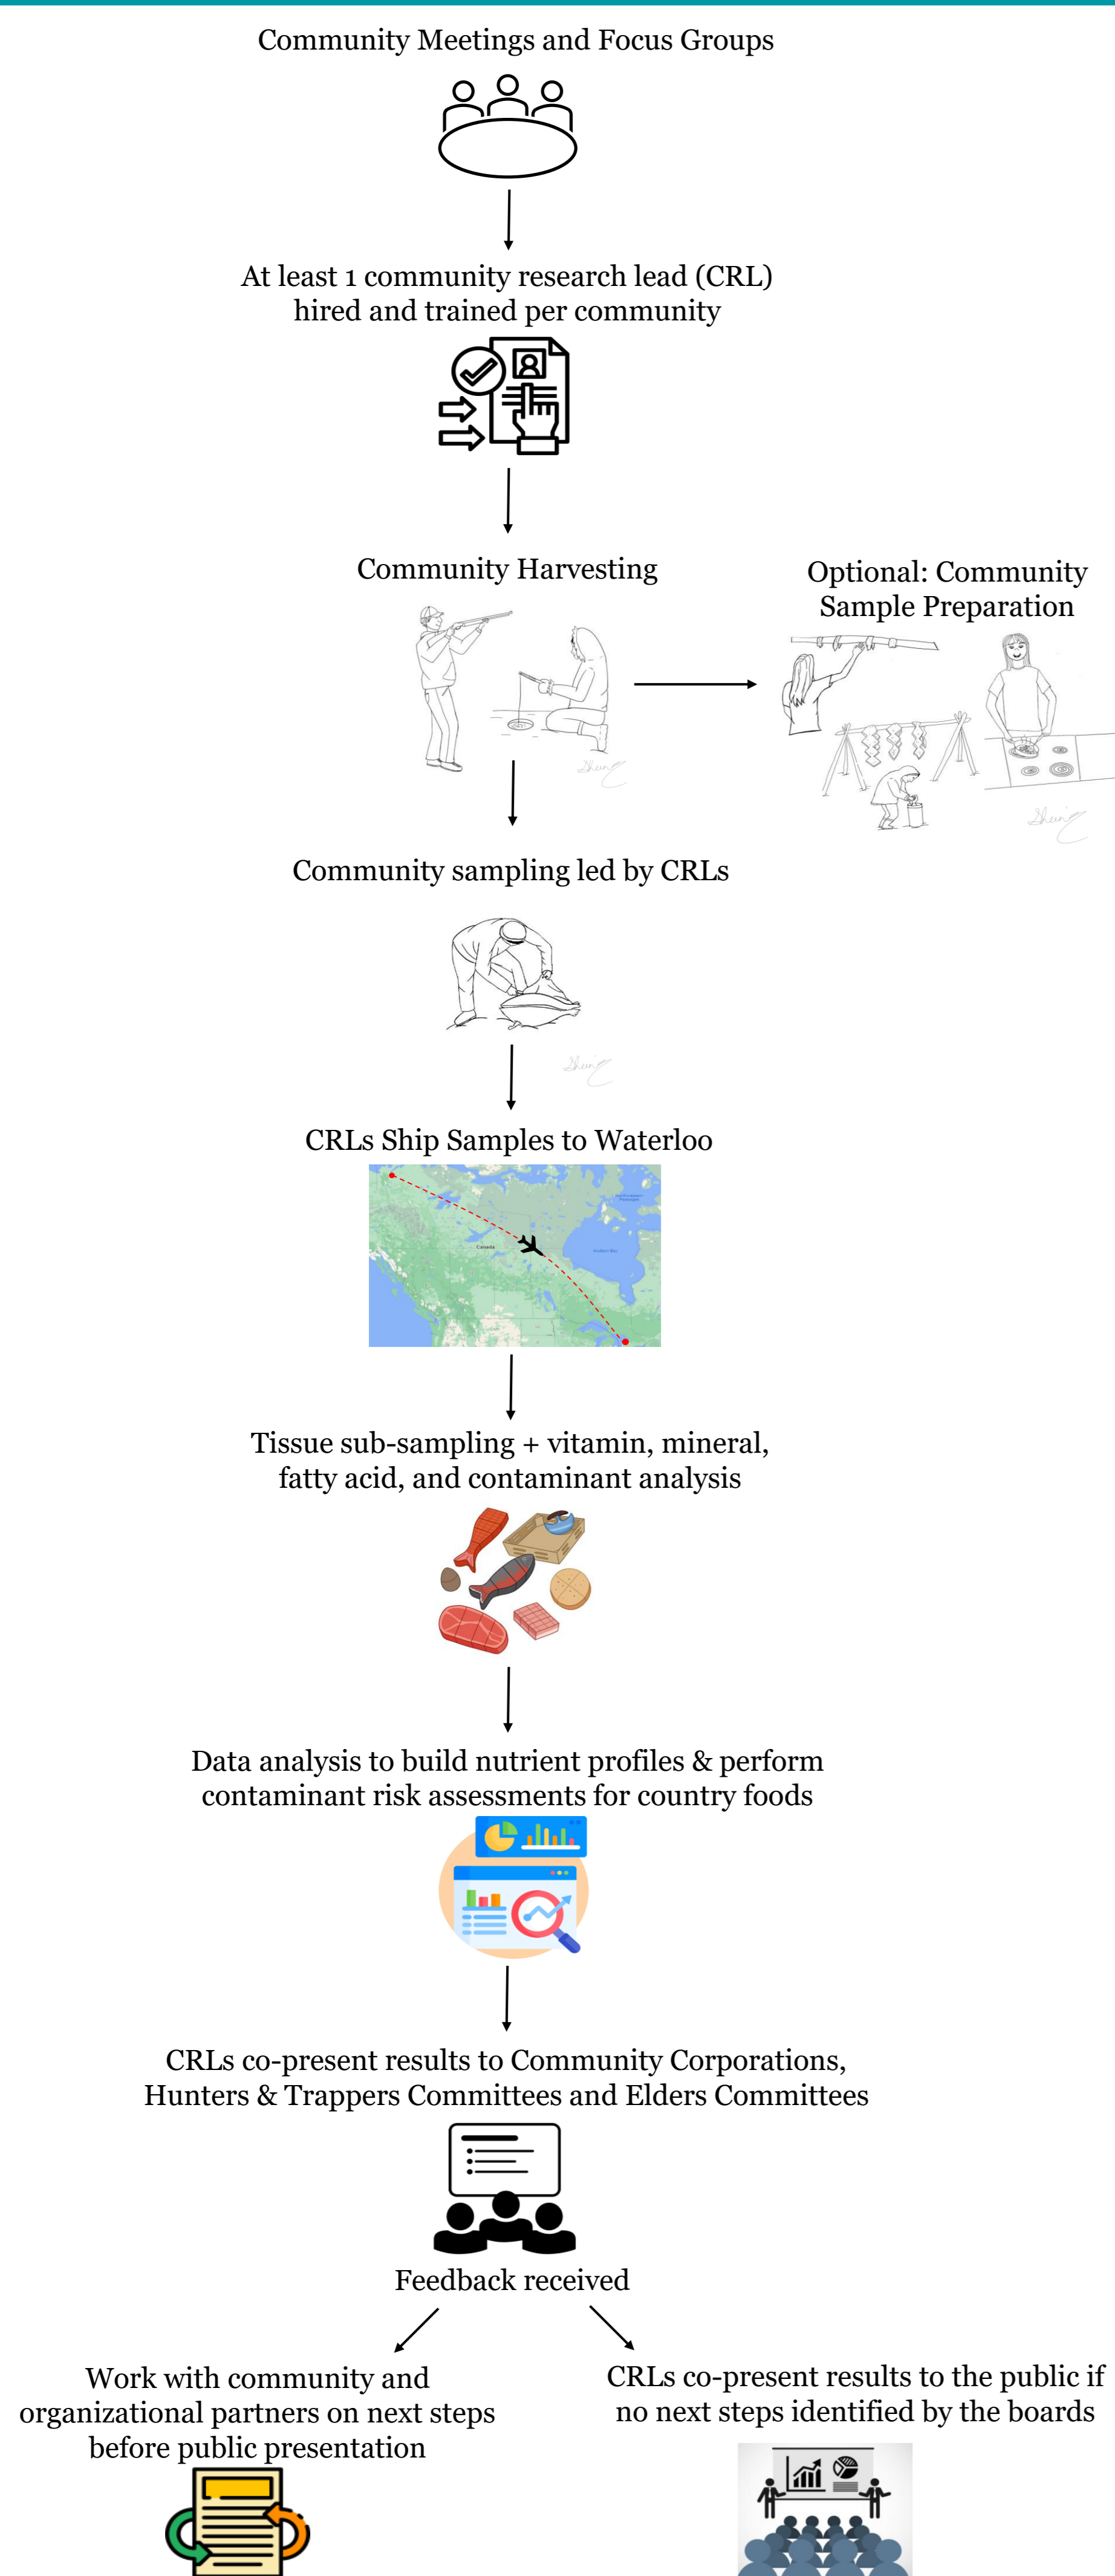 Community Meetings and Focus Groups
At least 1 community research lead (CRL)
hired and trained per community
Community Harvesting
Optional: Community
Sample Preparation
Community sampling led by CRLs
CRLs Ship Samples to Waterloo
Canada
Hudson Bay
Tissue sub-sampling + vitamin, mineral,
fatty acid, and contaminant analysis
Data analysis to build nutrient profiles & perform
contaminant risk assessments for country foods
CRLs co-present results to Community Corporations,
Hunters & Trappers Committees and Elders Committees
Feedback received
Work with community and
organizational partners on next steps
before public presentation
CRLs co-present results to the public if
no next steps identified by the boards